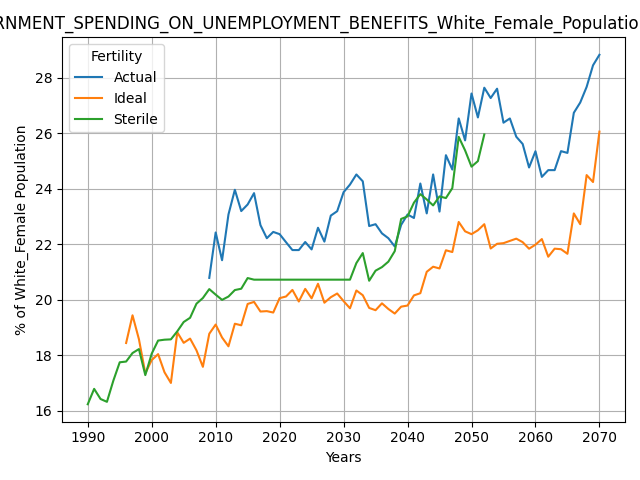 RNMENT_SPENDING_ON_UNEMPLOYMENT_BENEFITS_White_Female_Populatio
Fertility
Actual
Ideal
Sterile
% of White_Female Population
28
26
24
22
20
18
16
1990 2000 2010 2020 2030 2040 2050 2060 2070
Years